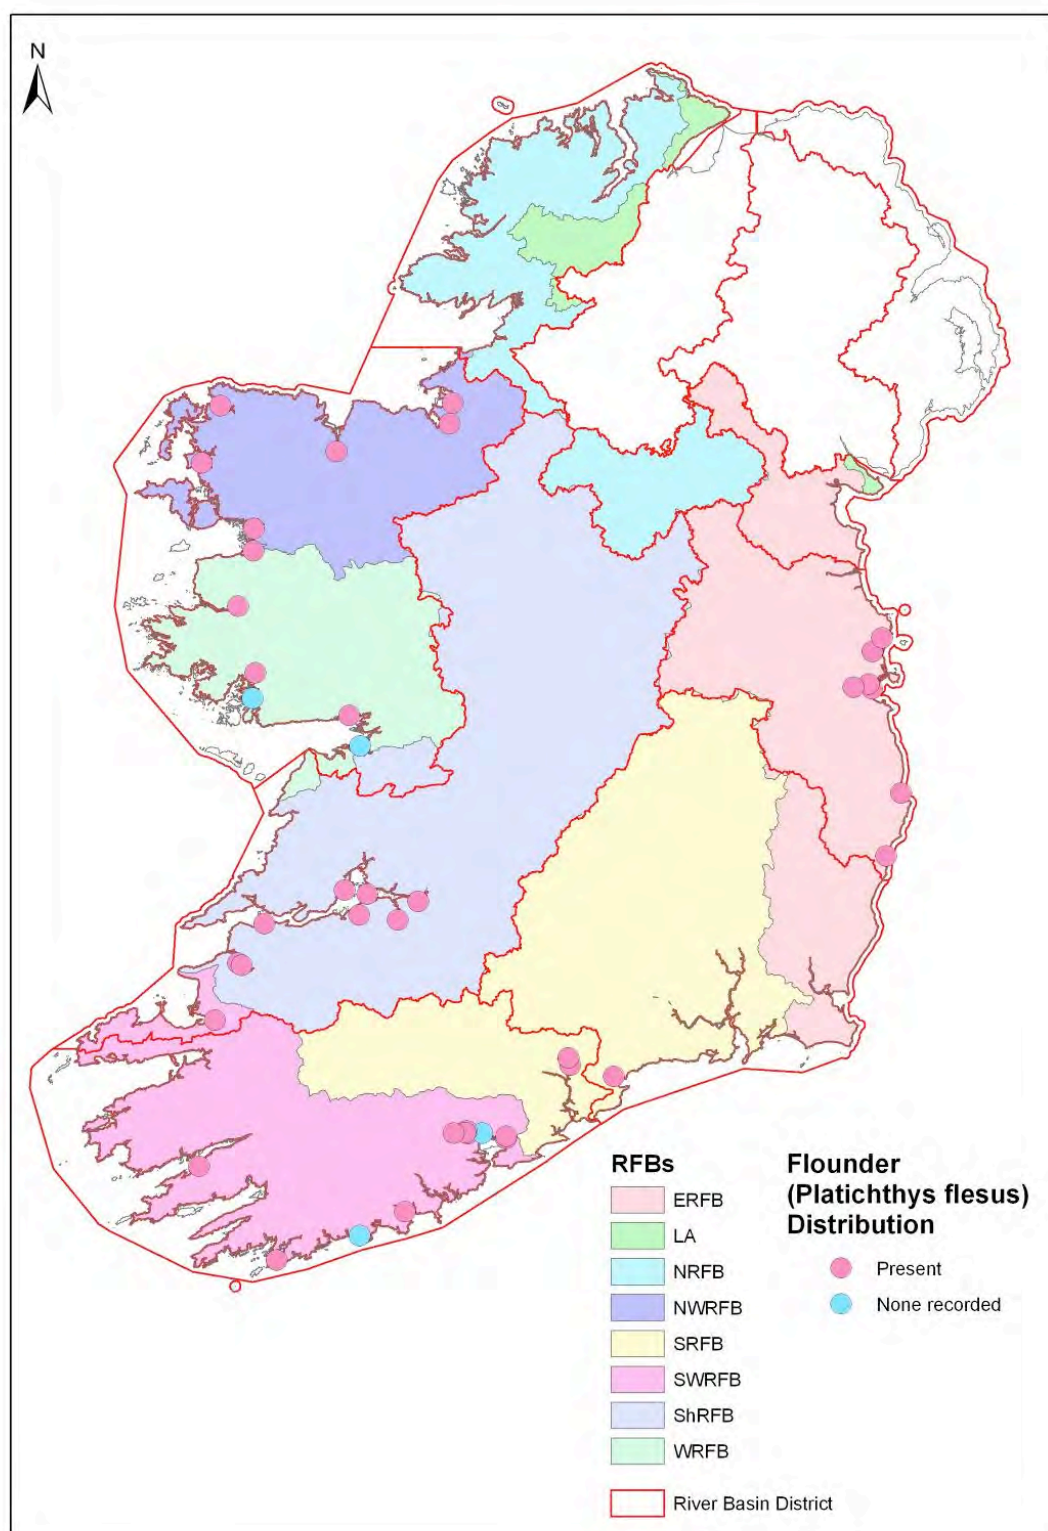 N
RFBs
ERFB
LA
NRFB
NWRFB
SRFB
SWRFB
ShRFB
WRFB
River Basin District
Flounder
(Platichthys flesus)
Distribution
Present
None recorded